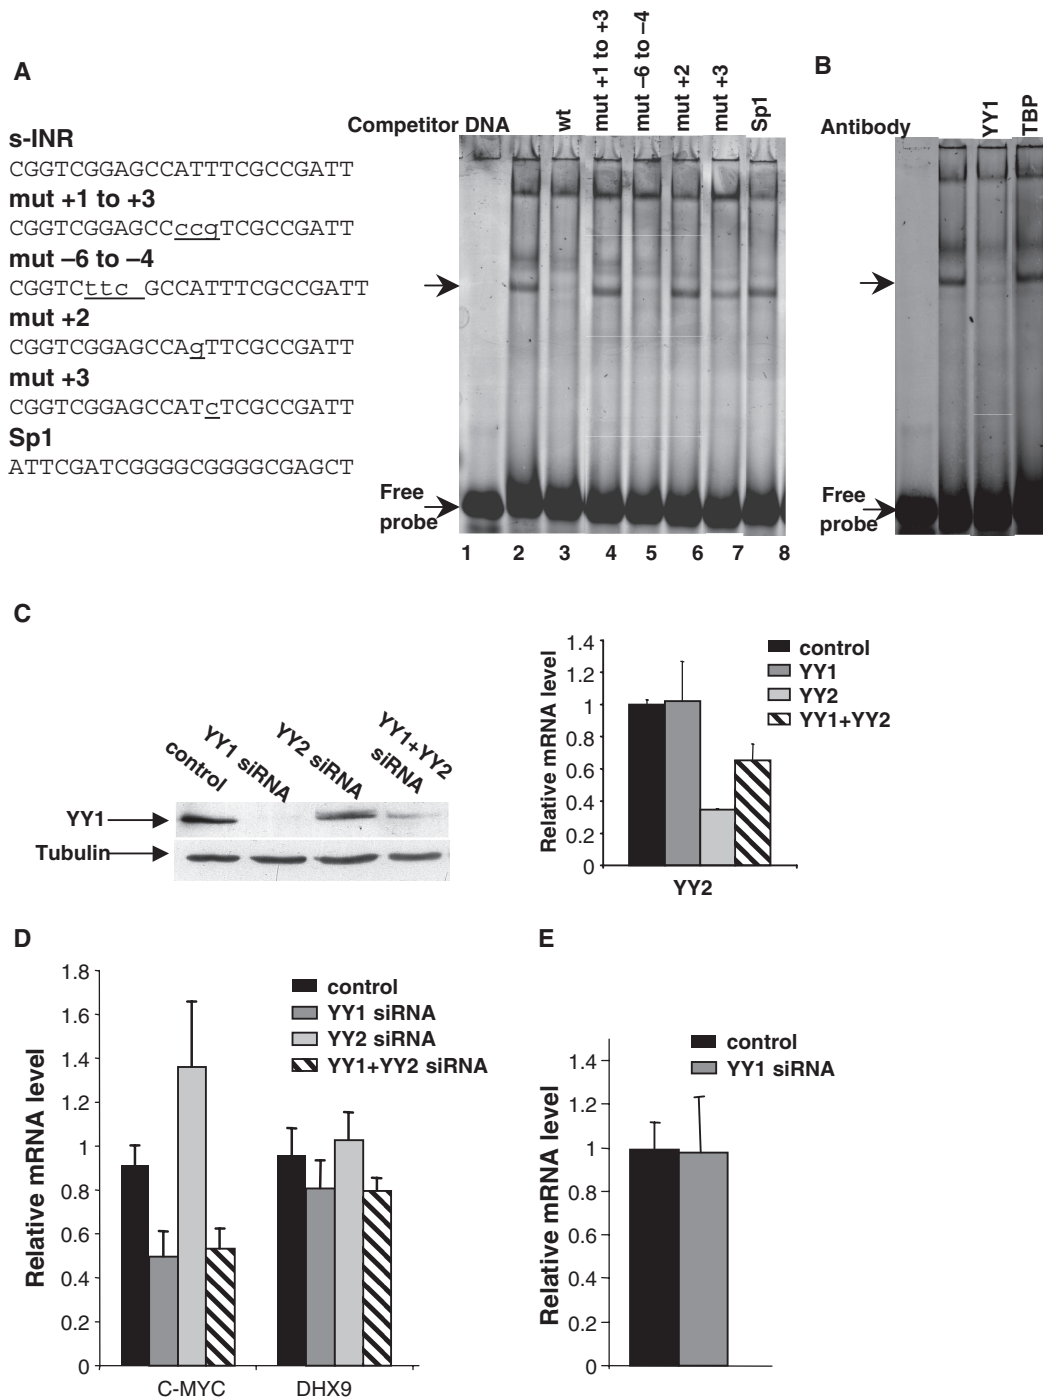 A
s-INR
CGGTCGGAGCCATTTCGCCGATT
mut +1 to +3
CGGTCGGAGCCccgTCGCCGATT
mut –6 to –4
CGGTCttc GCCATTTCGCCGATT
mut +2
CGGTCGGAGCCAgTTCGCCGATT
mut +3
CGGTCGGAGCCATcTCGCCGATT
Sp1
ATTCGATCGGGGCGGGGCGAGCT
Competitor DNA
wt
mut +1 to +3
mut –6 to –4
mut +2
mut +3
Sp1
Free
probe
1 2 3 4 5 6 7 8
B
Antibody
YY1
TBP
Free
probe
C
control
YY1 siRNA
YY2 siRNA
YY1+YY2
siRNA
YY1
Tubulin
Relative mRNA level
1.4
1.2
1
0.8
0.6
0.4
0.2
0
YY2
control
YY1
YY2
YY1+YY2
D
Relative mRNA level
1.8
1.6
1.4
1.2
1
0.8
0.6
0.4
0.2
0
C-MYC DHX9
control
YY1 siRNA
YY2 siRNA
YY1+YY2 siRNA
E
Relative mRNA level
1.4
1.2
1
0.8
0.6
0.4
0.2
0
control
YY1 siRNA